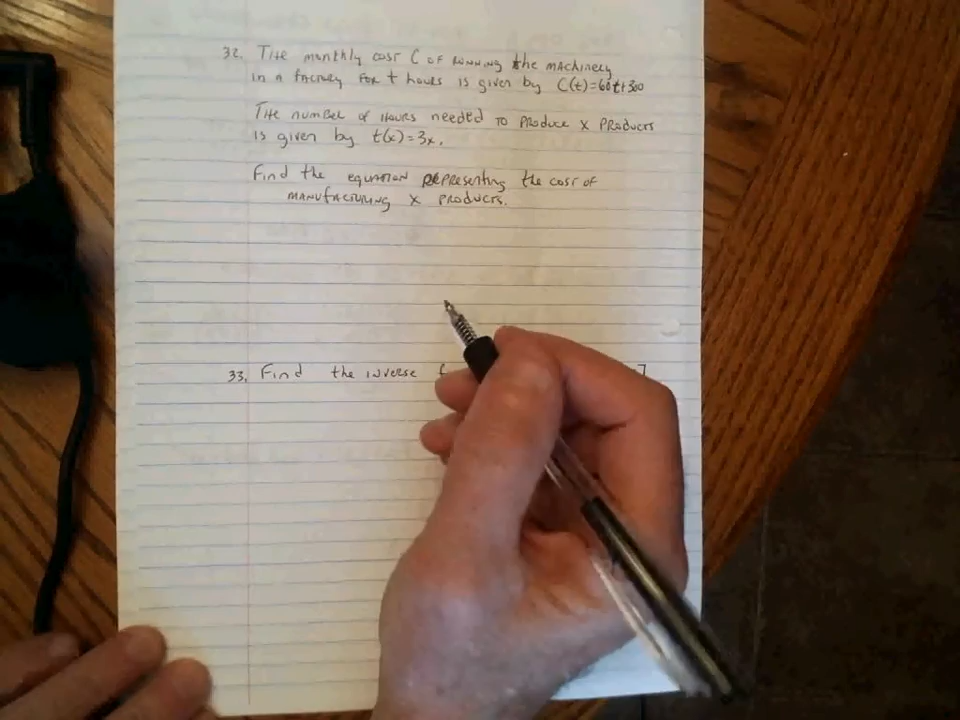 32. The monthly cost C of running the machinery
in a factory for t hours is given by C(t)=60t+300
The number of hours needed to produce x products
is given by t(x)=3x.
Find the equation representing the cost of
manufacturing x products.
33. Find the inverse